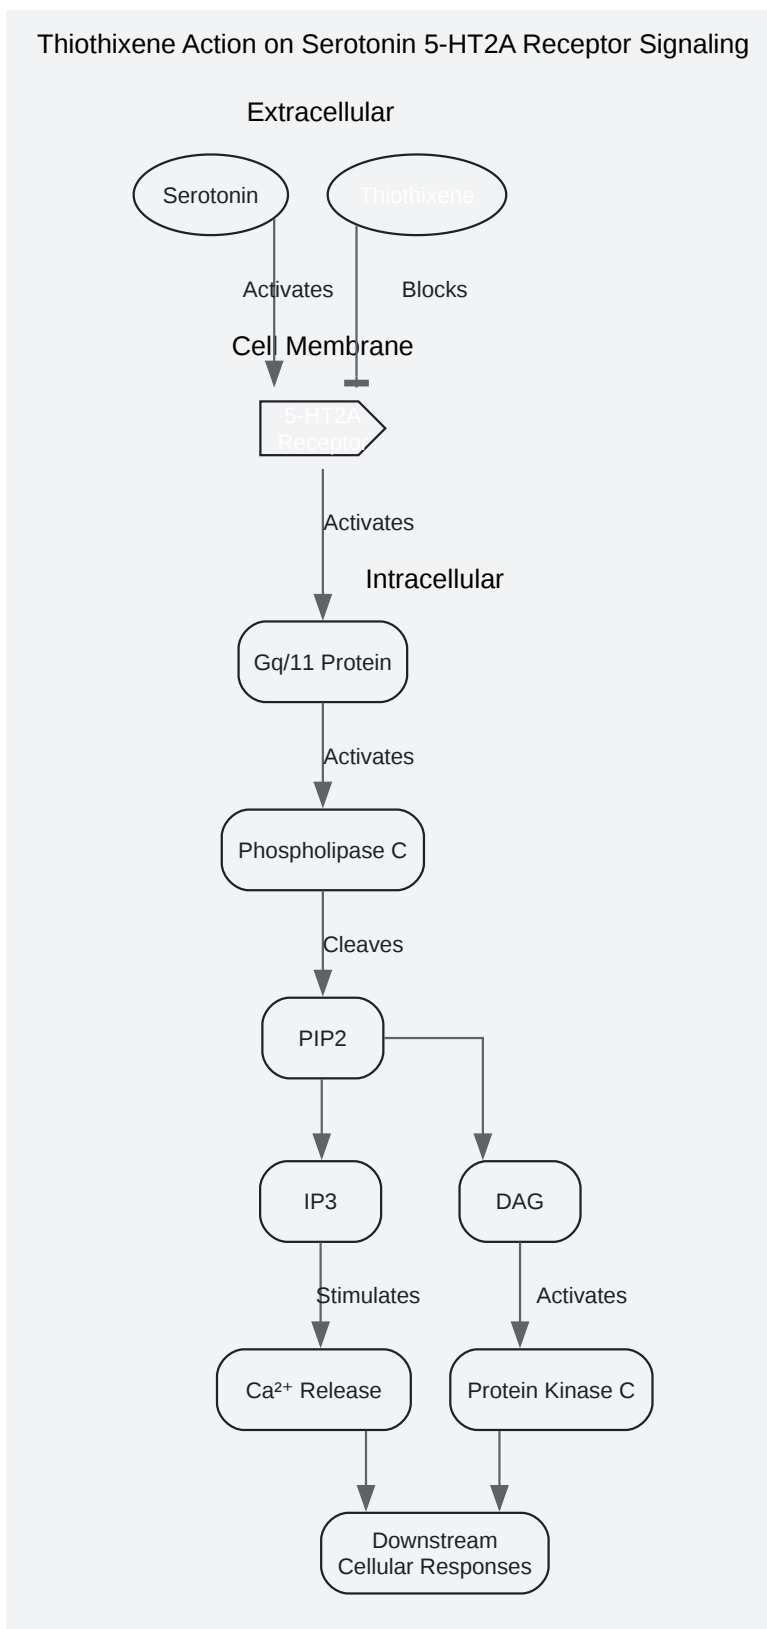 Thiothixene Action on Serotonin 5-HT2A Receptor Signaling
Extracellular
Serotonin
Thiothixene
Activates
Blocks
Cell Membrane
5-HT2A
Receptor
Activates
Intracellular
Gq/11 Protein
Activates
Phospholipase C
Cleaves
PIP2
IP3
DAG
Stimulates
Activates
Ca²⁺ Release
Protein Kinase C
Downstream
Cellular Responses